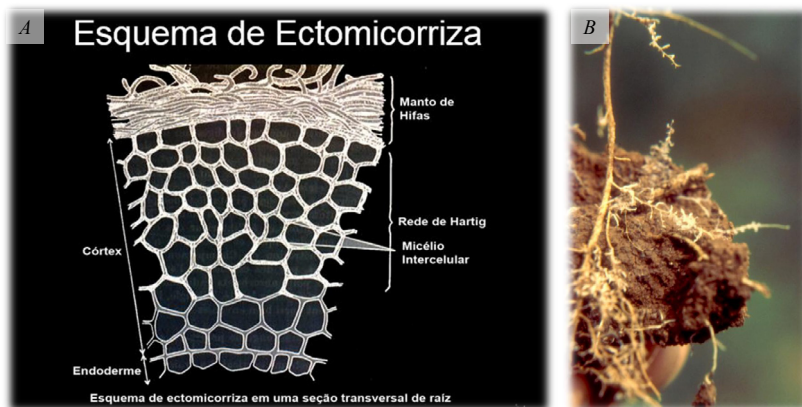 A
Esquema de Ectomicorriza
Manto de
Hifas
Rede de Hartig
Micélio
Intercelular
Córtex
Endoderme
Esquema de ectomicorriza em uma seção transversal de raíz
B